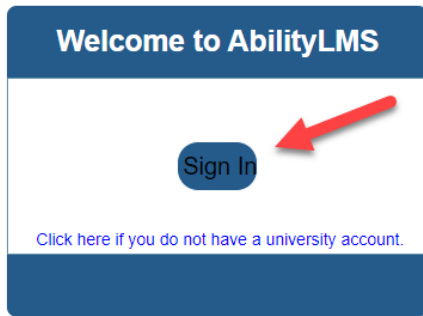 Welcome to AbilityLMS
Sign In
Click here if you do not have a university account.